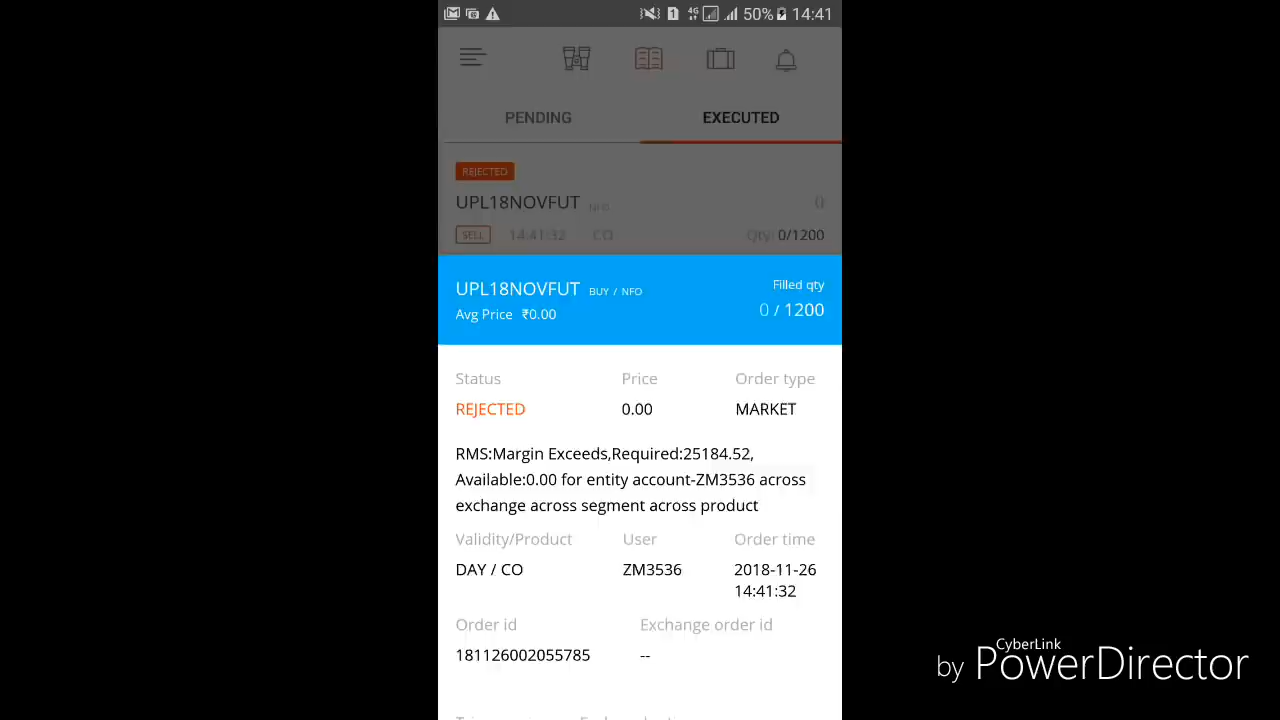 1 4G 50% 14:41
PENDING EXECUTED
REJECTED
UPL18NOVFUT NFO 0
SELL 14:41:32 CO Qty: 0/1200
UPL18NOVFUT BUY / NFO Filled qty
Avg Price ₹0.00 0 / 1200
Status Price Order type
REJECTED 0.00 MARKET
RMS:Margin Exceeds,Required:25184.52,
Available:0.00 for entity account-ZM3536 across
exchange across segment across product
Validity/Product User Order time
DAY / CO ZM3536 2018-11-26
14:41:32
Order id Exchange order id
181126002055785 --
CyberLink
by PowerDirector